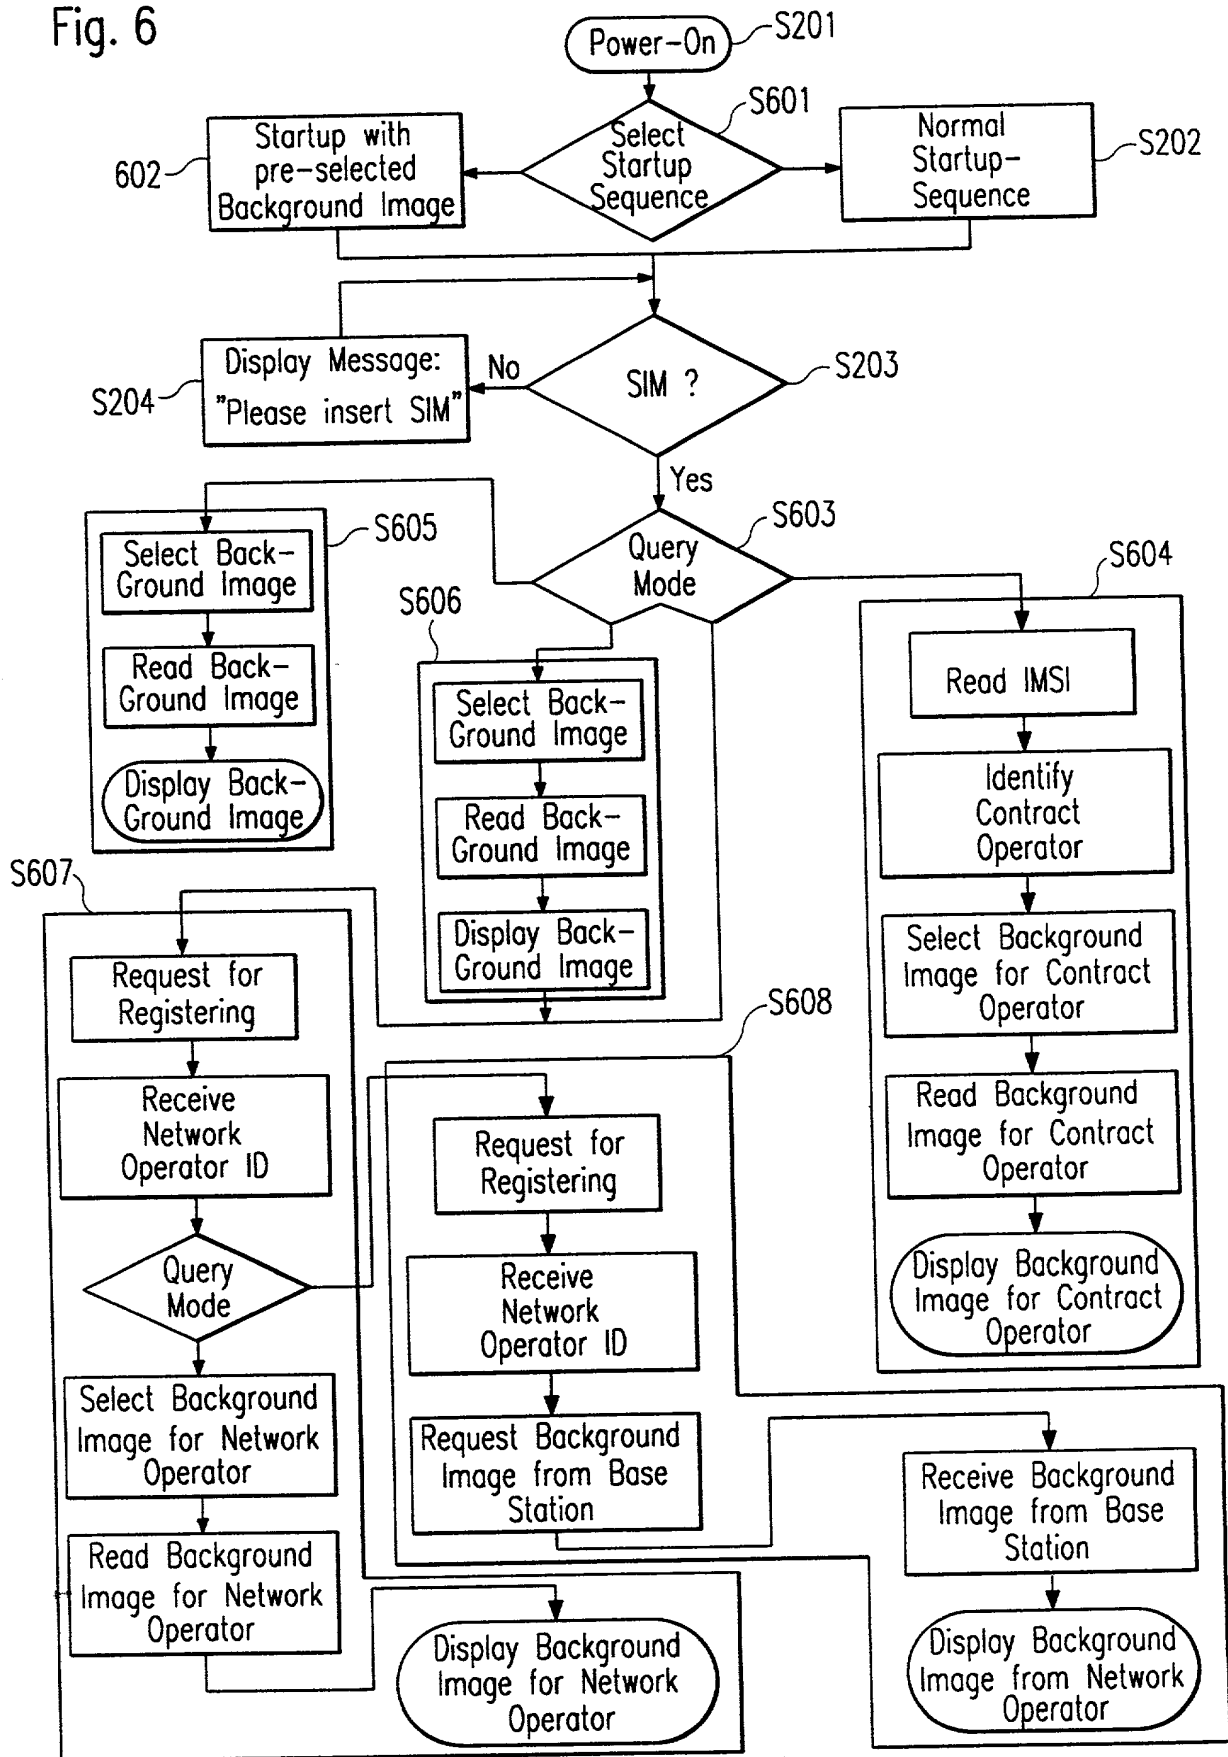 Fig. 6
Power-On
S201
S601
Select
Startup
Sequence
Startup with
pre-selected
Background Image
602
Normal
Startup-
Sequence
S202
Display Message:
"Please insert SIM"
S204
No
SIM ?
S203
Yes
S603
Query
Mode
S605
Select Back-
Ground Image
Read Back-
Ground Image
Display Back-
Ground Image
S606
Select Back-
Ground Image
Read Back-
Ground Image
Display Back-
Ground Image
S604
Read IMSI
Identify
Contract
Operator
Select Background
Image for Contract
Operator
Read Background
Image for Contract
Operator
Display Background
Image for Contract
Operator
S607
Request for
Registering
Receive
Network
Operator ID
Query
Mode
Select Background
Image for Network
Operator
Read Background
Image for Network
Operator
Display Background
Image for Network
Operator
S608
Request for
Registering
Receive
Network
Operator ID
Request Background
Image from Base
Station
Receive Background
Image from Base
Station
Display Background
Image from Network
Operator